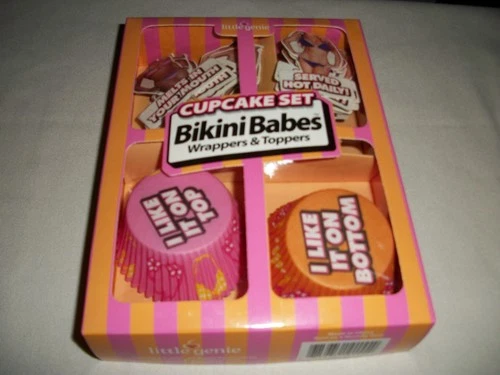 little genie
MELTS IN
YOUR MOUTH!
SERVED
HOT DAILY!
CUPCAKE SET
Bikini Babes
Wrappers & Toppers
I LIKE
IT ON
TOP
I LIKE
IT ON
BOTTOM
little genie